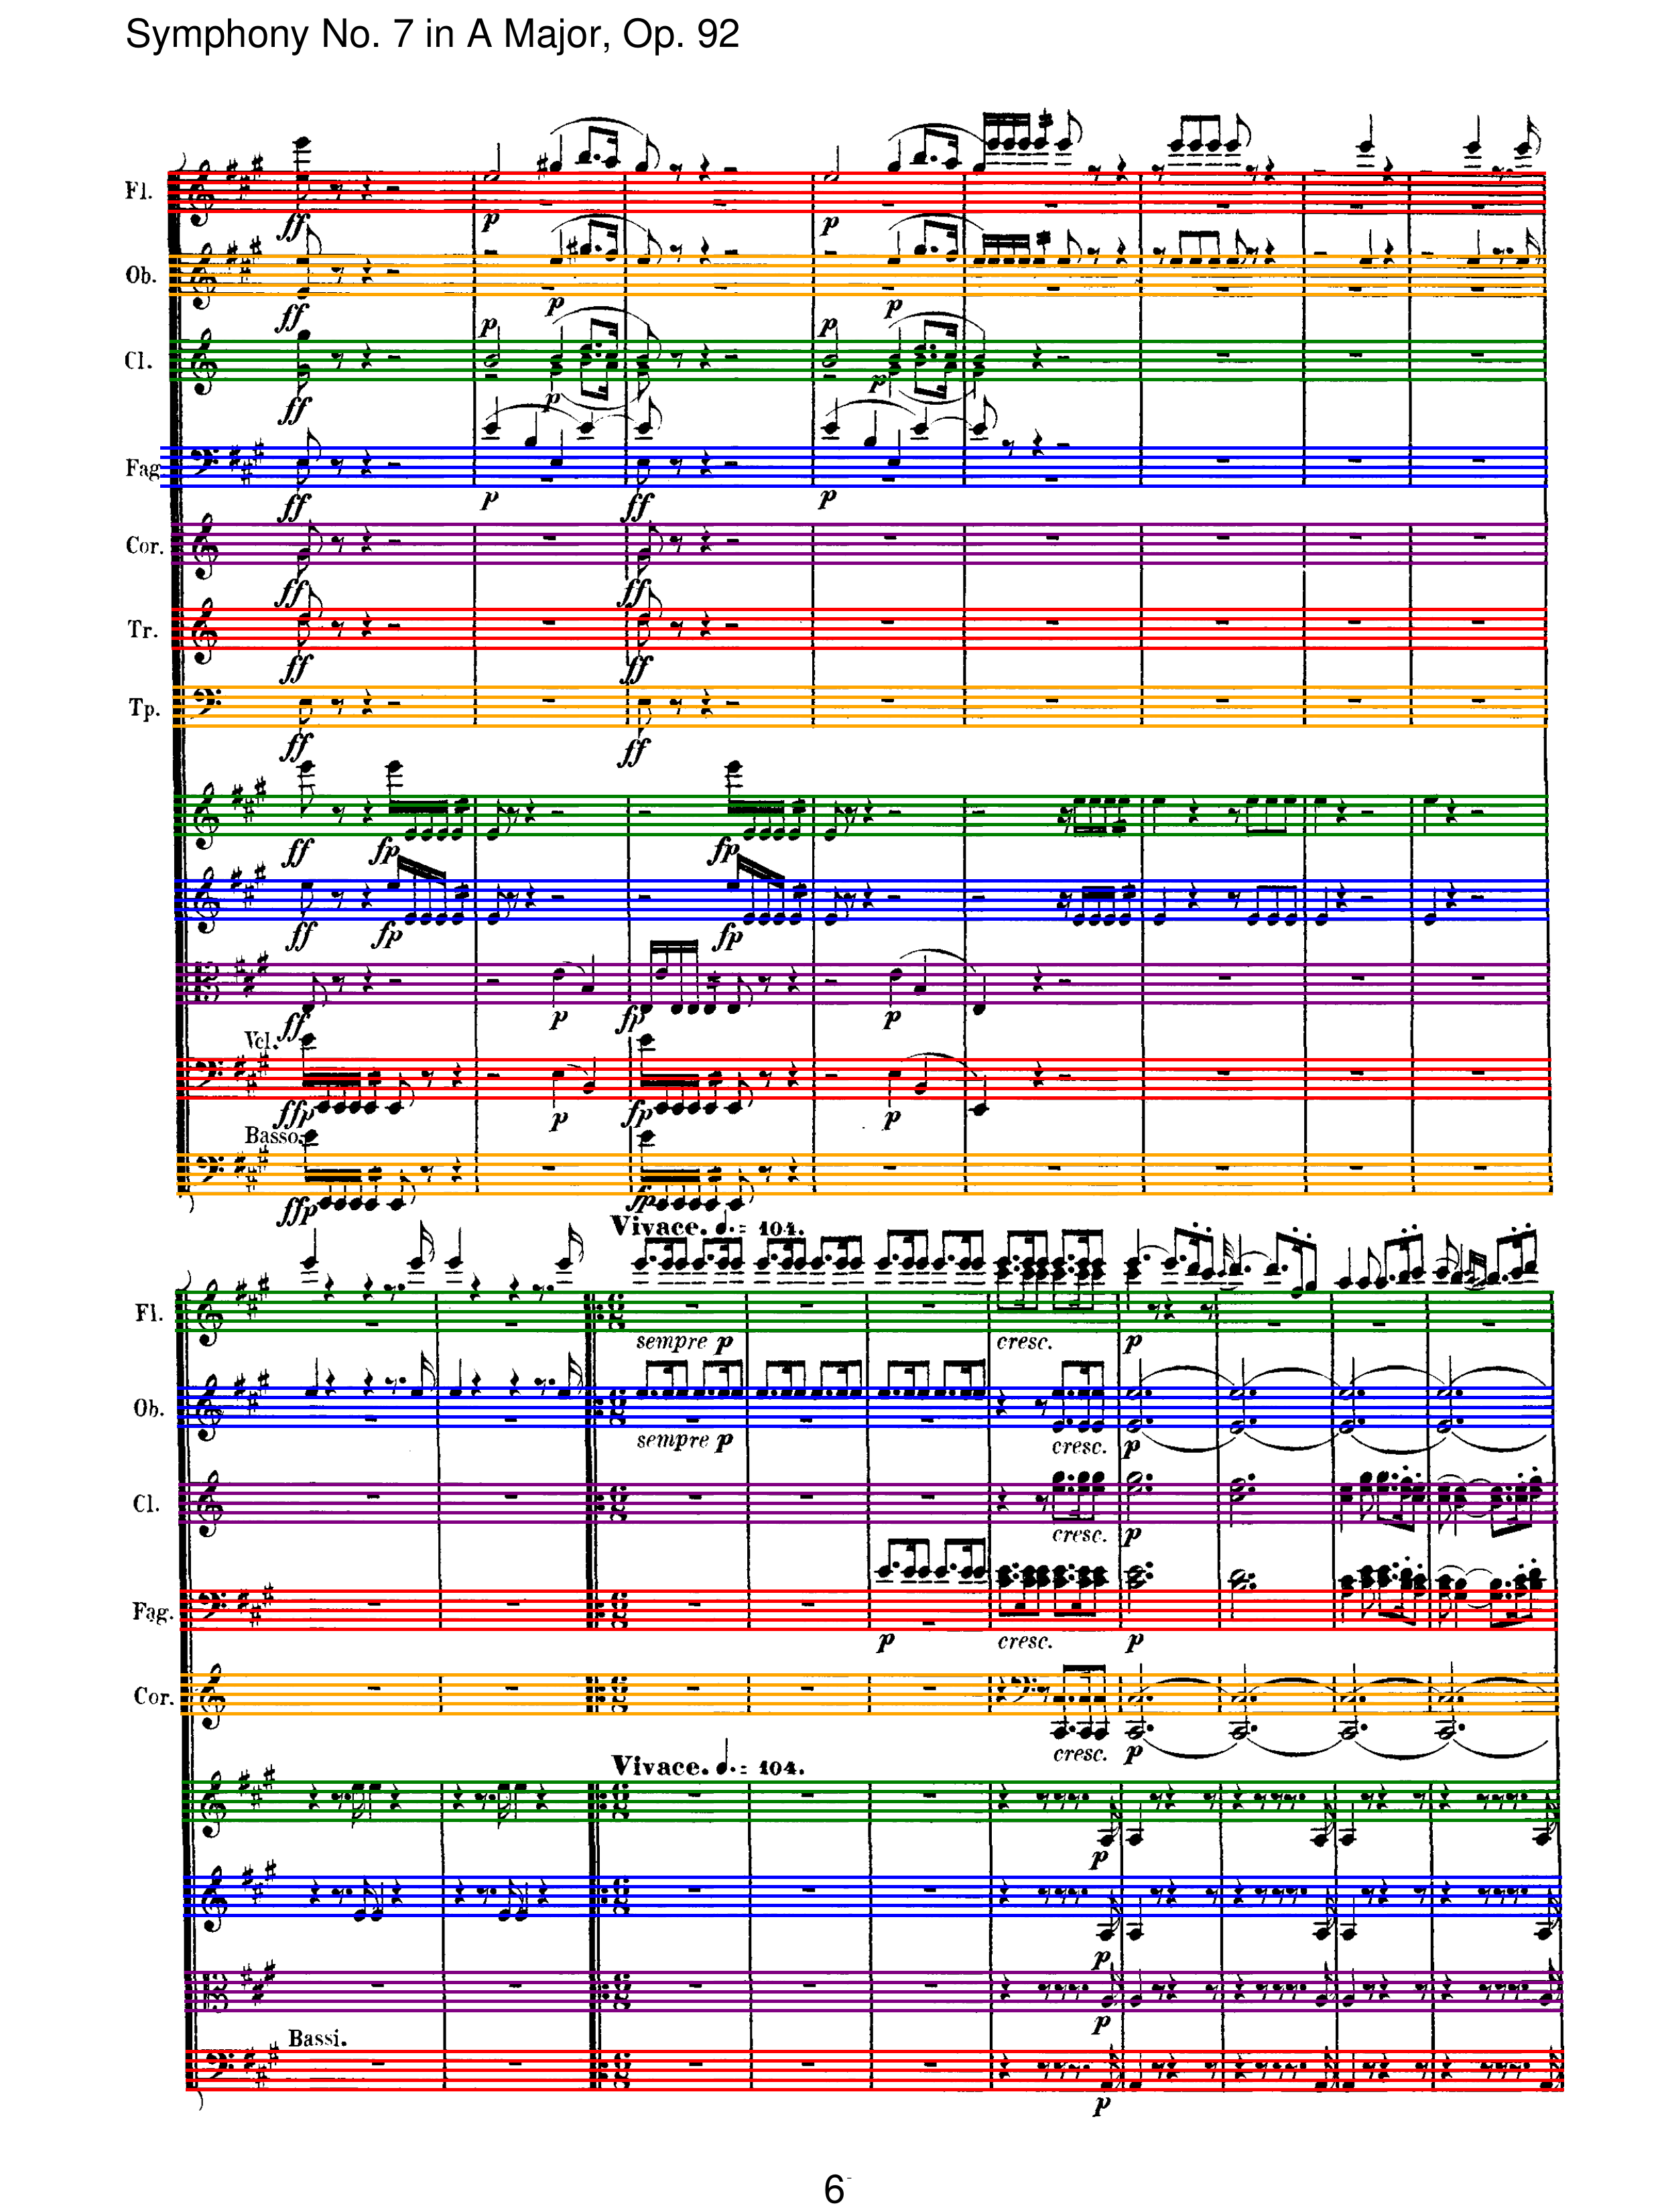 Symphony No. 7 in A Major, Op. 92
Fl.
ff p p
Ob.
ff p p
Cl.
ff p p p p
Fag.
ff p ff p
Cor.
ff ff
Tr.
ff ff
Tp.
ff ff
ff fp fp
ff fp fp
ff p fp p
Vcl.
ffp p fp p
Basso.
ffp fp
Vivace. ♩. = 104.
Fl.
sempre p cresc. p
Ob.
sempre p cresc. p
Cl.
cresc. p
Fag.
p cresc. p
Cor.
cresc. p
Vivace. ♩. = 104.
p
p
p
Bassi.
p
6